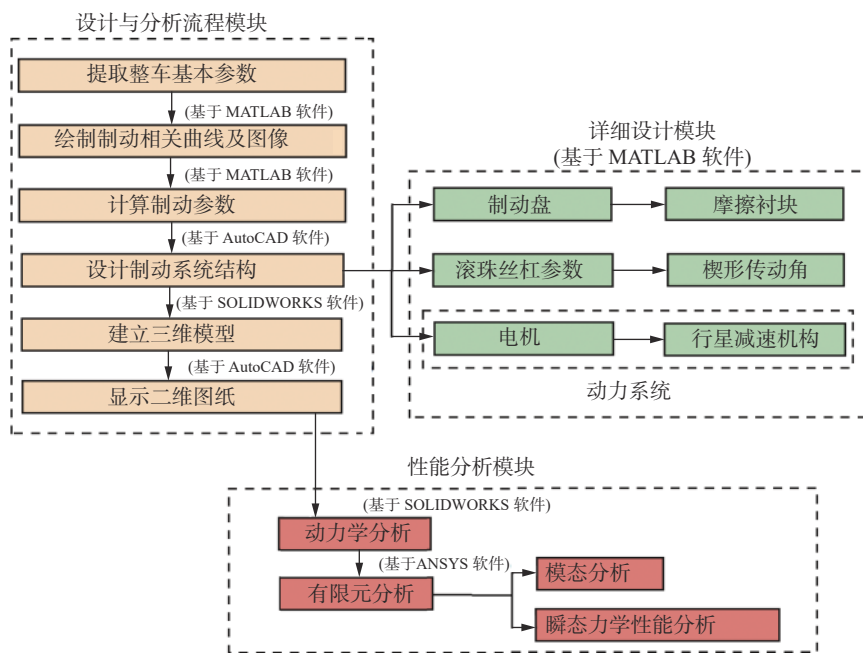 设计与分析流程模块
提取整车基本参数
(基于 MATLAB 软件)
绘制制动相关曲线及图像
(基于 MATLAB 软件)
计算制动参数
(基于 AutoCAD 软件)
设计制动系统结构
(基于 SOLIDWORKS 软件)
建立三维模型
(基于 AutoCAD 软件)
显示二维图纸
详细设计模块
(基于 MATLAB 软件)
制动盘
摩擦衬块
滚珠丝杠参数
楔形传动角
电机
行星减速机构
动力系统
性能分析模块
(基于 SOLIDWORKS 软件)
动力学分析
(基于ANSYS 软件)
有限元分析
模态分析
瞬态力学性能分析